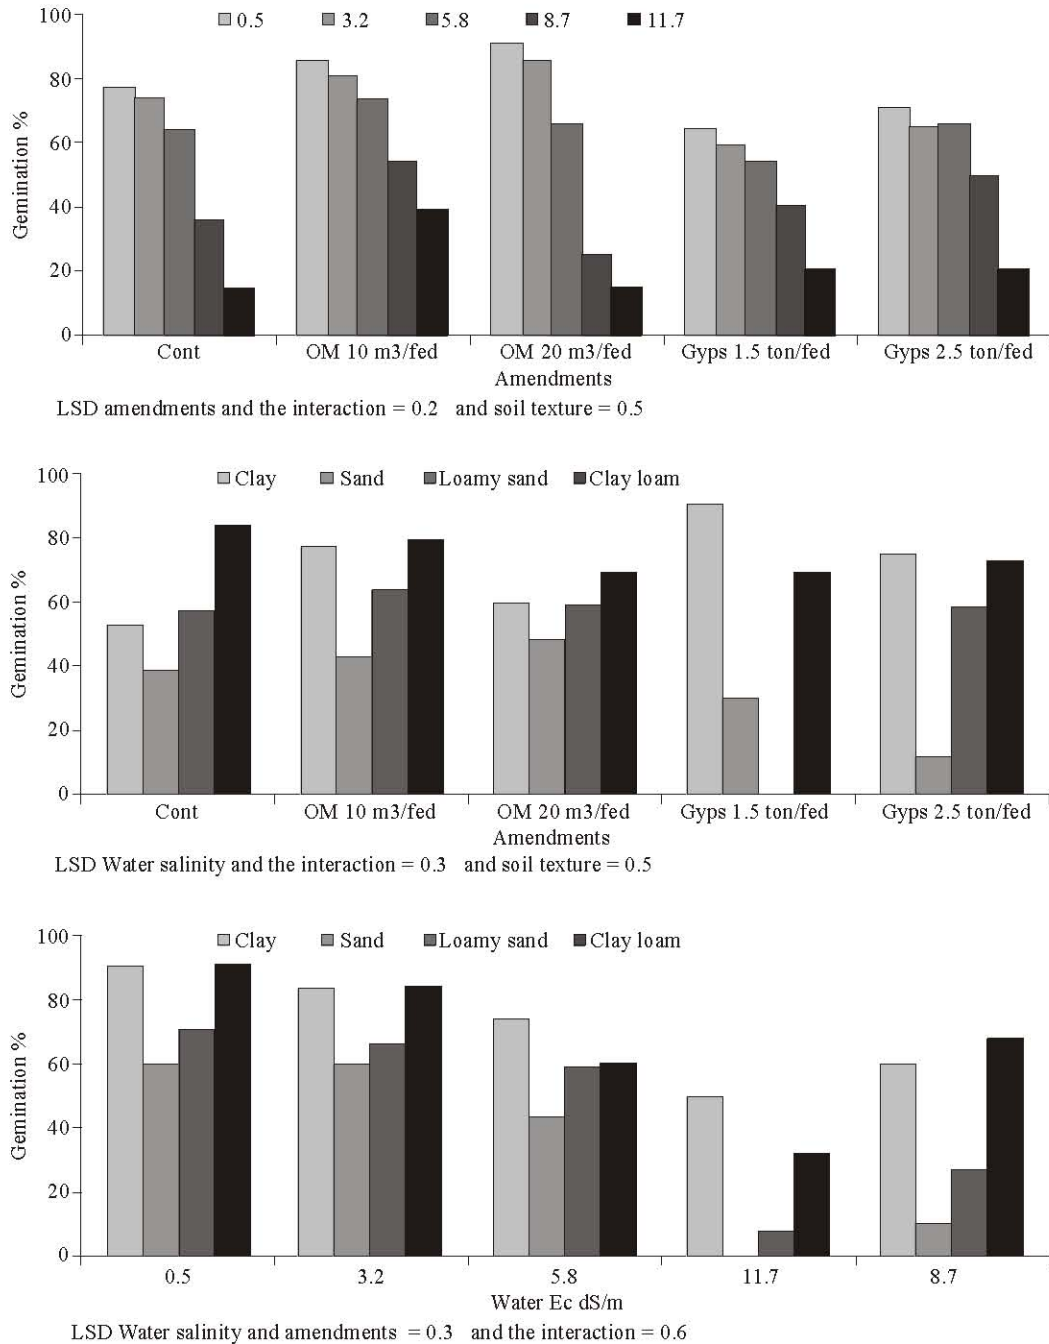 100
0.5 3.2 5.8 8.7 11.7
80
60
40
20
0
Gemination %
Cont OM 10 m3/fed OM 20 m3/fed Gyps 1.5 ton/fed Gyps 2.5 ton/fed
Amendments
LSD amendments and the interaction = 0.2 and soil texture = 0.5
100
Clay Sand Loamy sand Clay loam
80
60
40
20
0
Gemination %
Cont OM 10 m3/fed OM 20 m3/fed Gyps 1.5 ton/fed Gyps 2.5 ton/fed
Amendments
LSD Water salinity and the interaction = 0.3 and soil texture = 0.5
100
Clay Sand Loamy sand Clay loam
80
60
40
20
0
Gemination %
0.5 3.2 5.8 11.7 8.7
Water Ec dS/m
LSD Water salinity and amendments = 0.3 and the interaction = 0.6